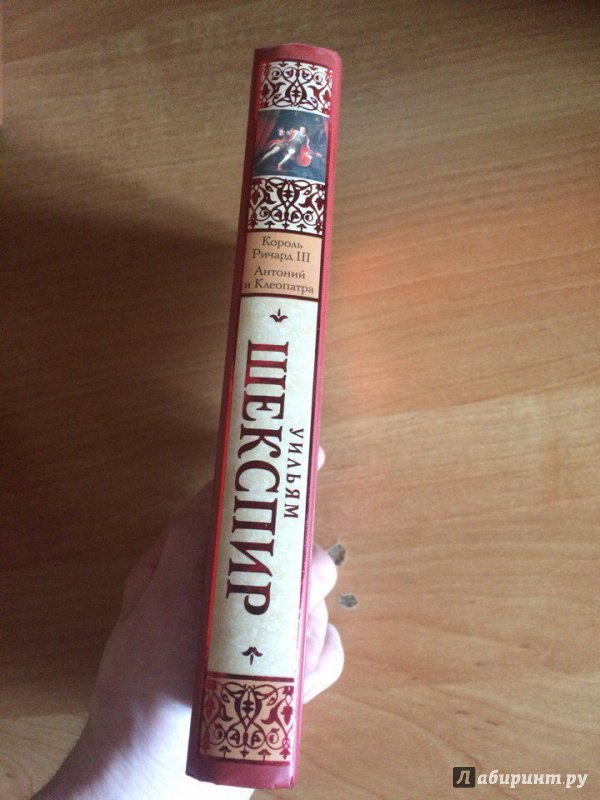 Король
Ричард III
Антоний
и Клеопатра
УИЛЬЯМ
ШЕКСПИР
Лабиринт.ру